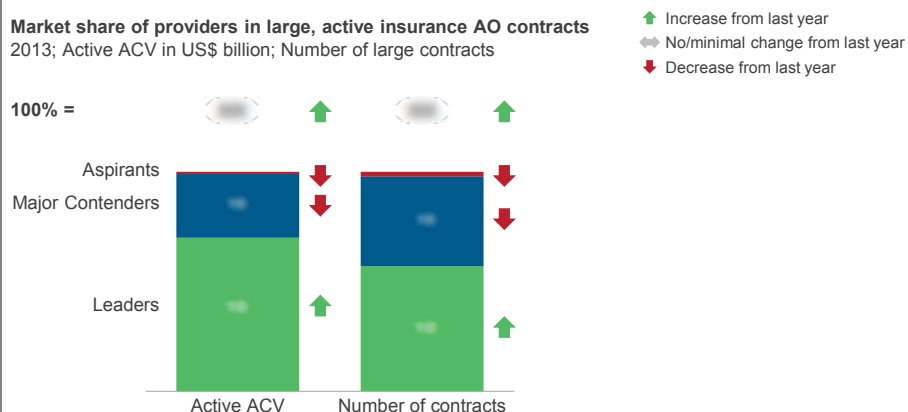 Market share of providers in large, active insurance AO contracts
2013; Active ACV in US$ billion; Number of large contracts
Increase from last year
No/minimal change from last year
Decrease from last year
100% =
Aspirants
Major Contenders
Leaders
Active ACV
Number of contracts